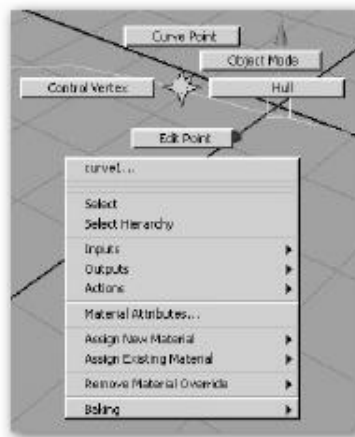 Curve Point
Object Mode
Control Vertex
Hull
Edit Point
curve1...
Select
Select Hierarchy
Inputs
Outputs
Actions
Material Attributes...
Assign New Material
Assign Existing Material
Remove Material Override
Baking